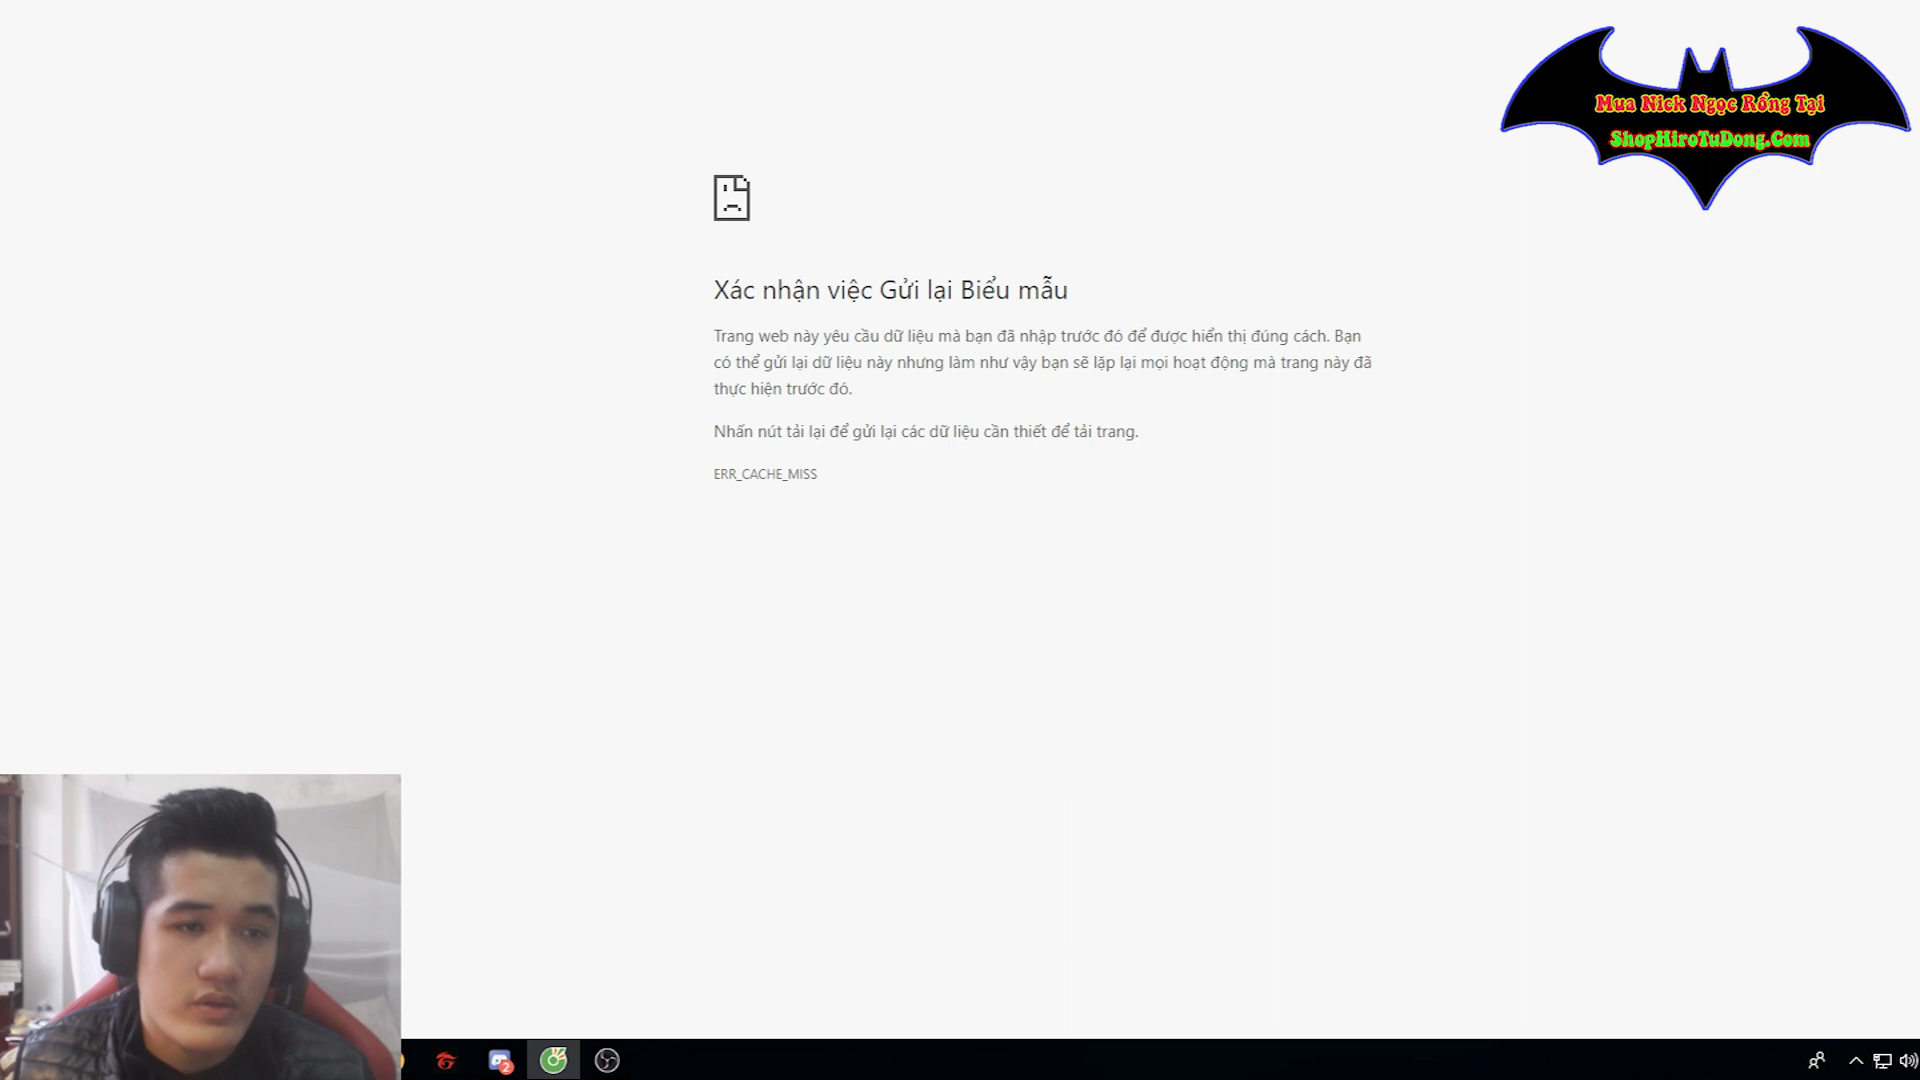 Mua Nick Ngọc Rồng Tại
ShopHiroTuDong.Com
Xác nhận việc Gửi lại Biểu mẫu
Trang web này yêu cầu dữ liệu mà bạn đã nhập trước đó để được hiển thị đúng cách. Bạn
có thể gửi lại dữ liệu này nhưng làm như vậy bạn sẽ lặp lại mọi hoạt động mà trang này đã
thực hiện trước đó.
Nhấn nút tải lại để gửi lại các dữ liệu cần thiết để tải trang.
ERR_CACHE_MISS
2